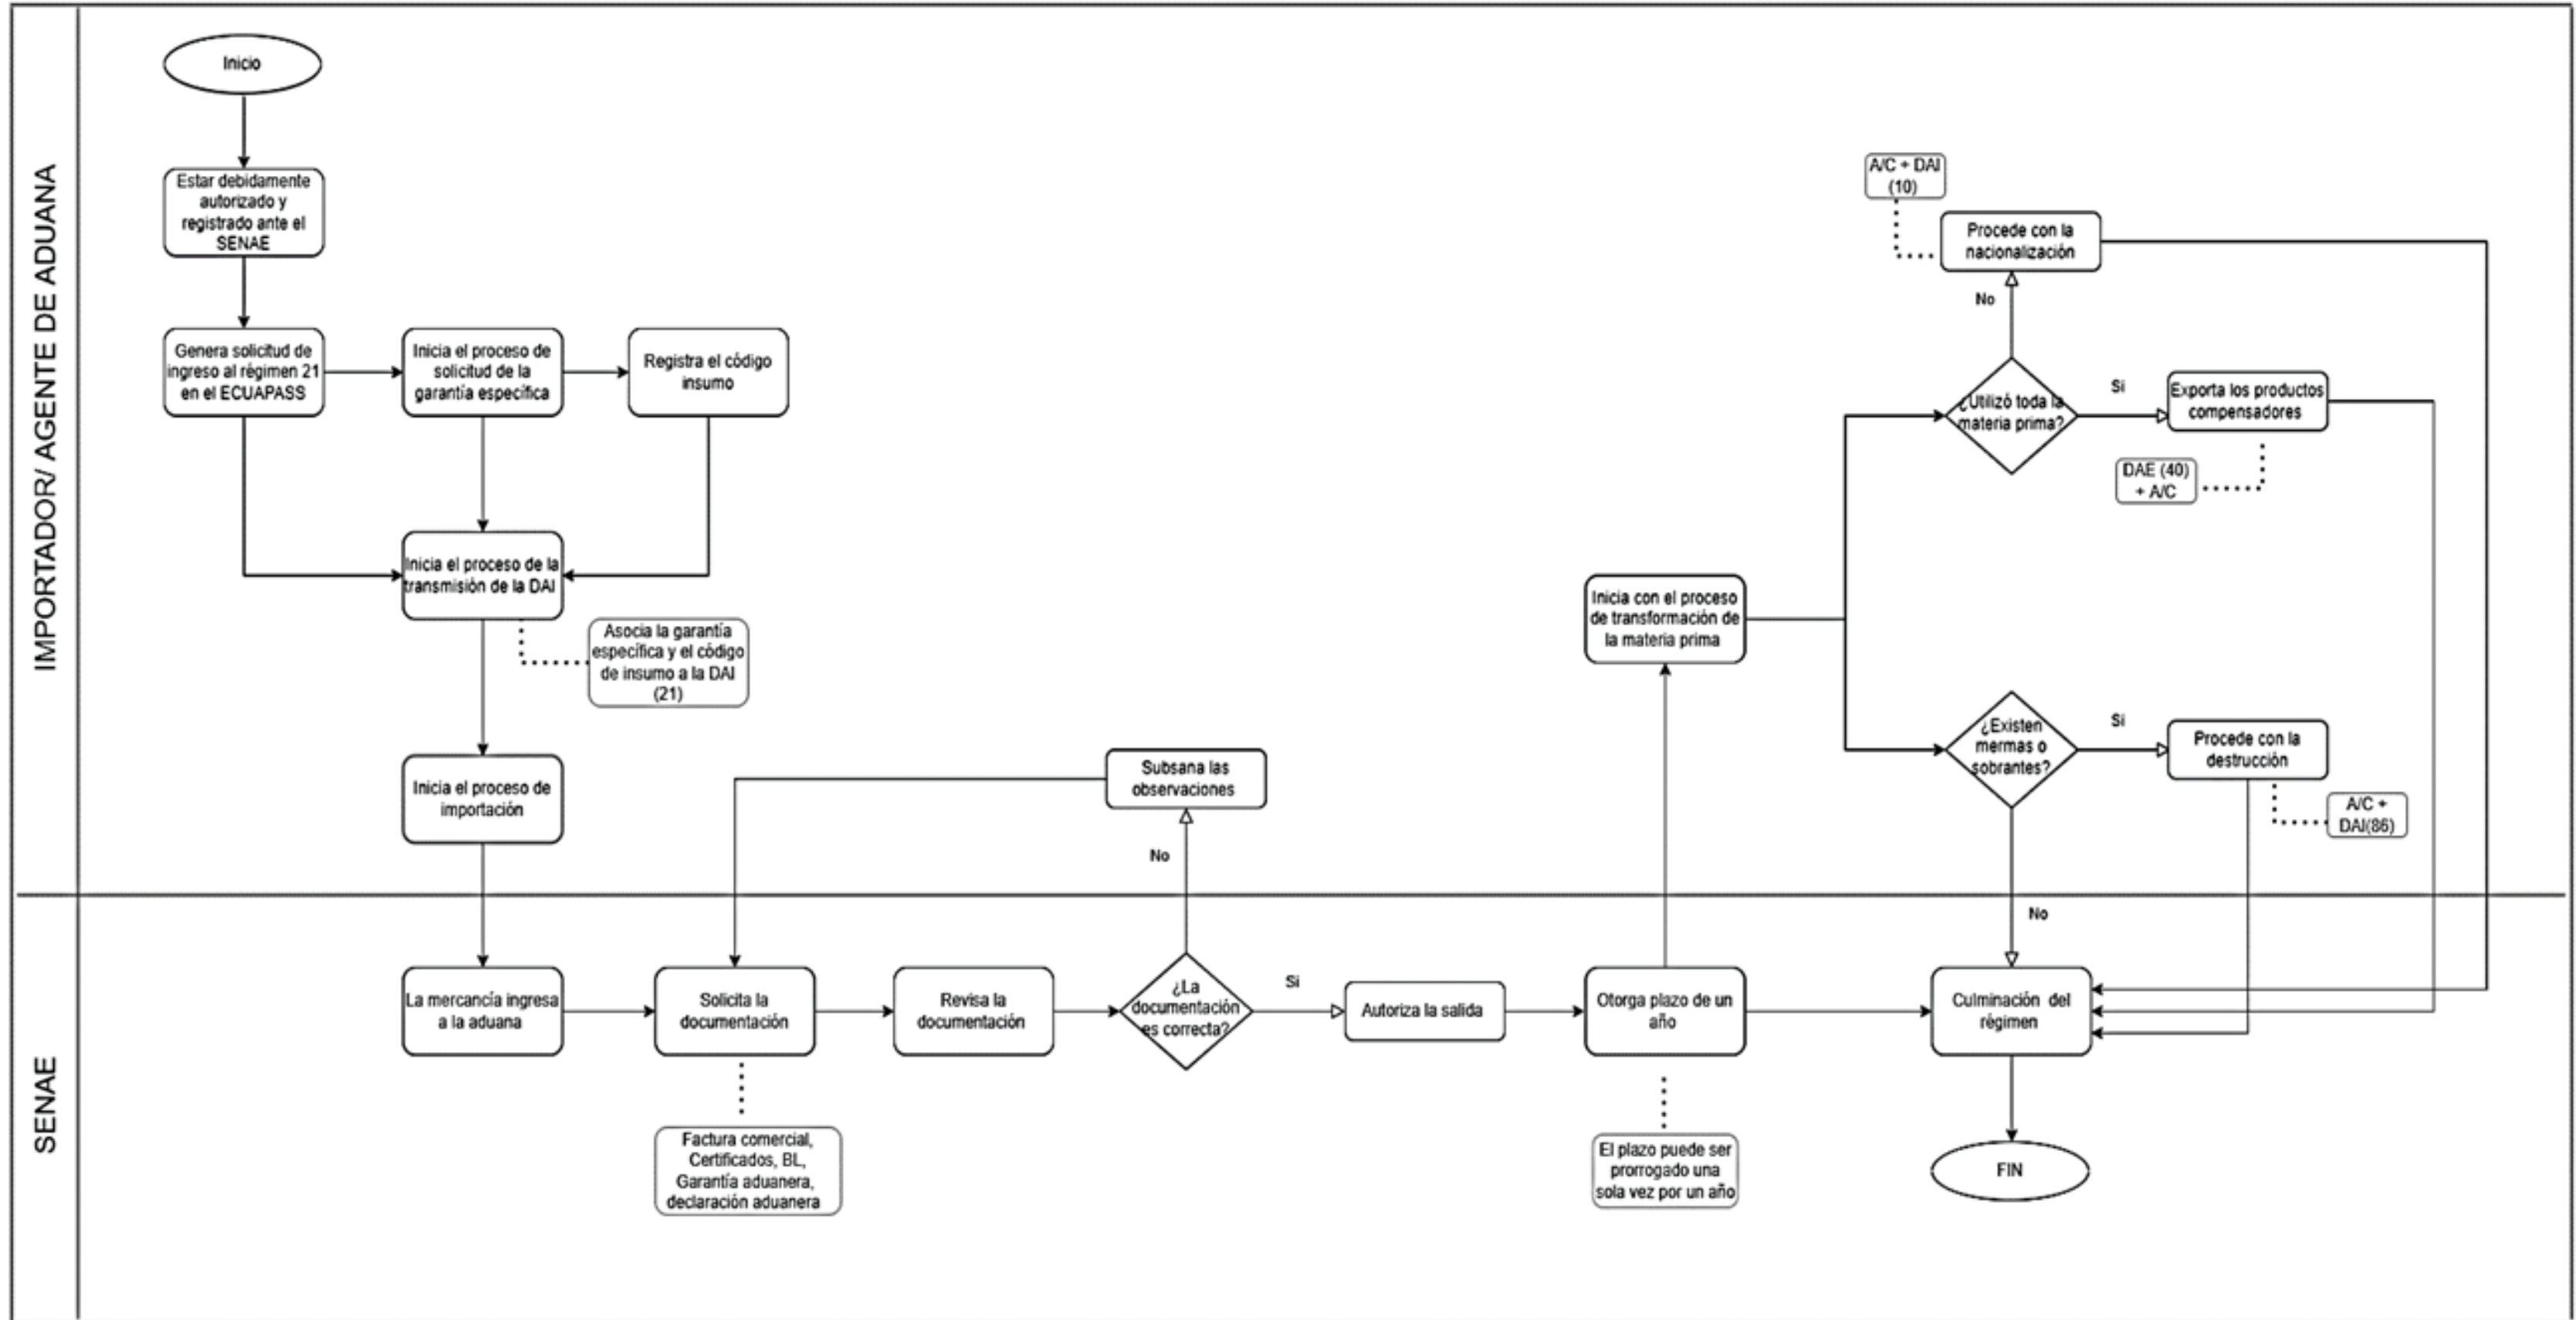 IMPORTADOR/ AGENTE DE ADUANA
Inicio
Estar debidamente
autorizado y
registrado ante el
SENAE
Genera solicitud de
ingreso al régimen 21
en el ECUAPASS
Inicia el proceso de
solicitud de la
garantía específica
Registra el código
insumo
Inicia el proceso de la
transmisión de la DAI
Asocia la garantía
específica y el código
de insumo a la DAI
(21)
Inicia el proceso de
importación
Subsana las
observaciones
No
Inicia con el proceso
de transformación de
la materia prima
A/C + DAI
(10)
Procede con la
nacionalización
No
¿Utilizó toda la
materia prima?
Si
Exporta los productos
compensadores
DAE (40)
+ A/C
¿Existen
mermas o
sobrantes?
Si
Procede con la
destrucción
A/C +
DAI(86)
No
SENAE
La mercancía ingresa
a la aduana
Solicita la
documentación
Factura comercial,
Certificados, BL,
Garantía aduanera,
declaración aduanera
Revisa la
documentación
¿La
documentación
es correcta?
Si
Autoriza la salida
Otorga plazo de un
año
El plazo puede ser
prorrogado una
sola vez por un año
Culminación del
régimen
FIN